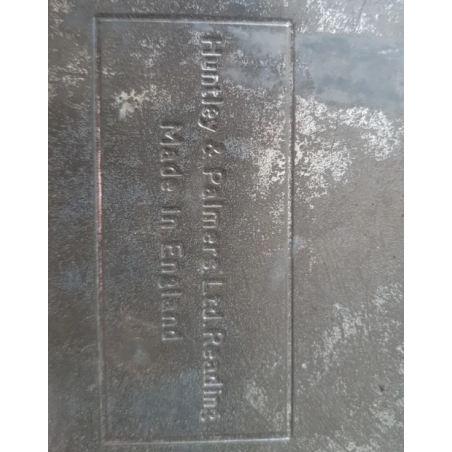 Huntley & Palmers Ltd. Reading
Made In England